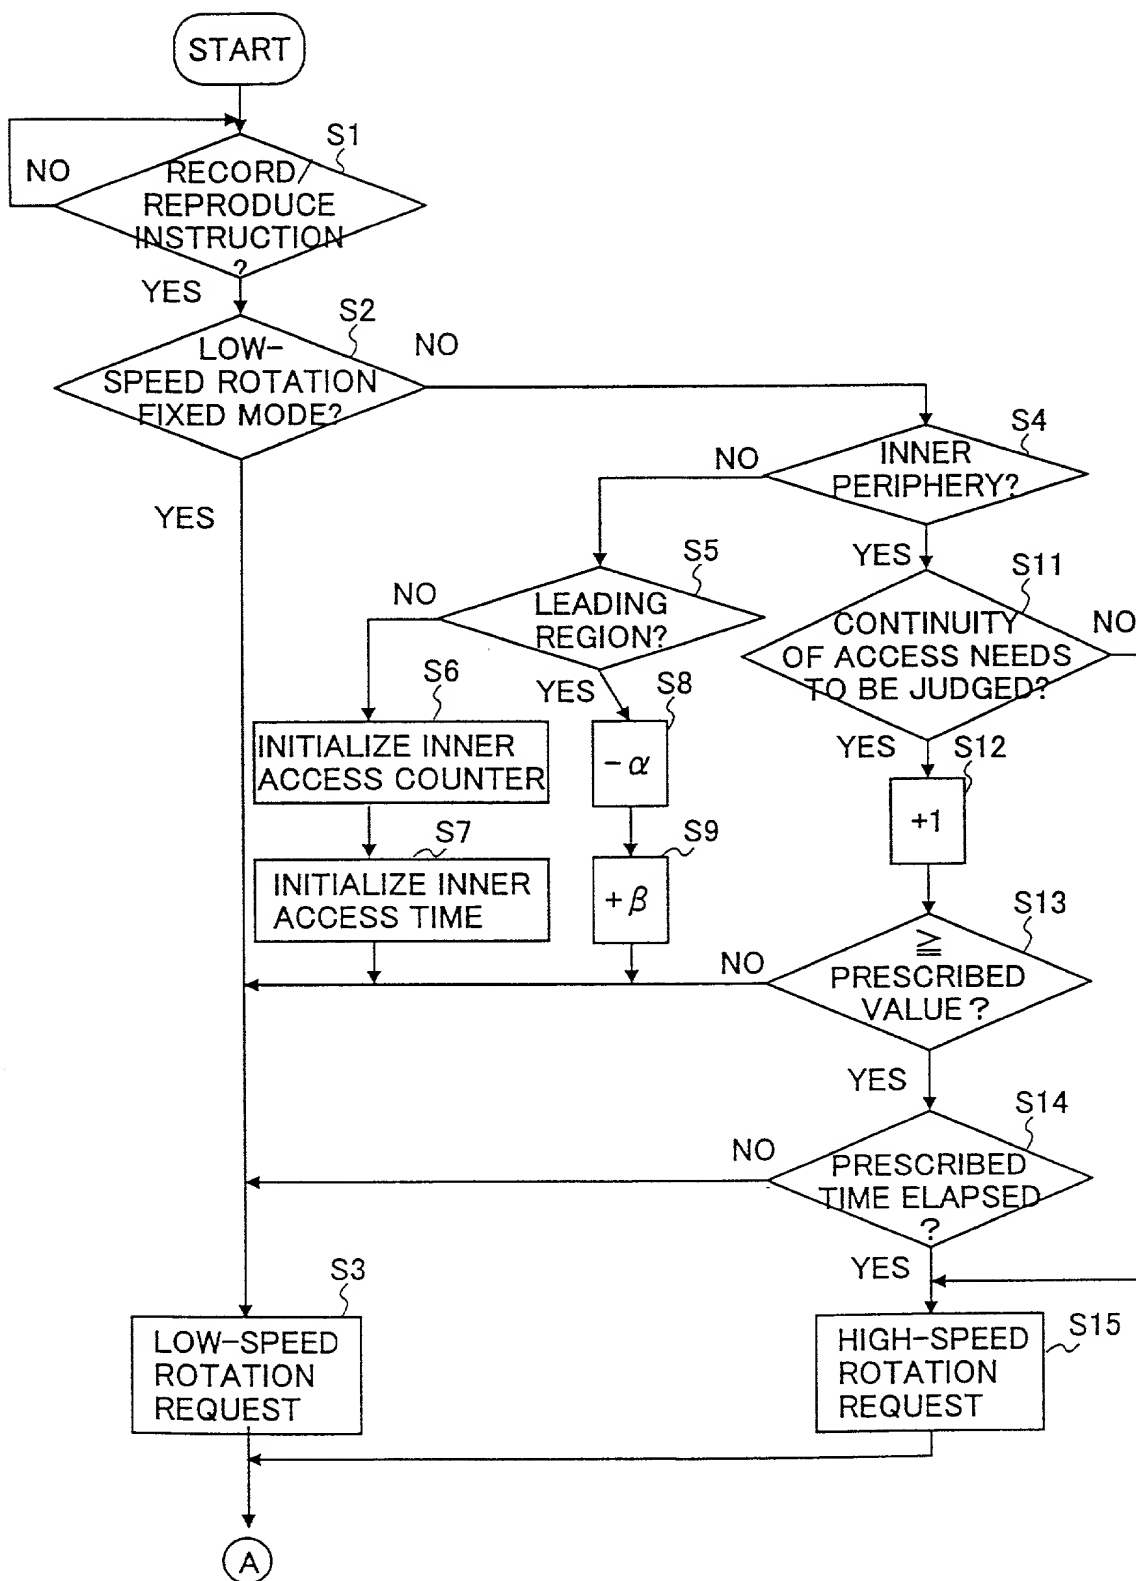 START
S1
NO
RECORD/
REPRODUCE
INSTRUCTION
?
YES
S2
LOW-
SPEED ROTATION
FIXED MODE?
NO
YES
S4
INNER
PERIPHERY?
NO
YES
S5
LEADING
REGION?
NO
YES
S11
CONTINUITY
OF ACCESS NEEDS
TO BE JUDGED?
NO
YES
S6
INITIALIZE INNER
ACCESS COUNTER
S8
-α
S12
+1
S7
INITIALIZE INNER
ACCESS TIME
S9
+β
S13
≧
PRESCRIBED
VALUE?
NO
YES
S14
PRESCRIBED
TIME ELAPSED
?
NO
YES
S3
LOW-SPEED
ROTATION
REQUEST
S15
HIGH-SPEED
ROTATION
REQUEST
A